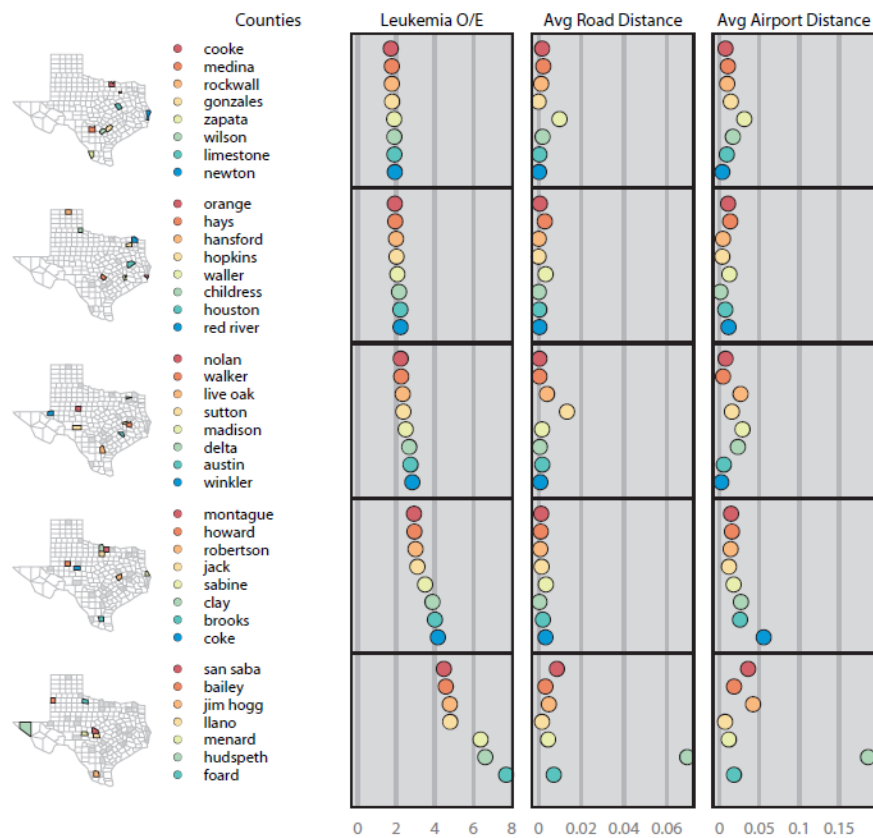 Counties Leukemia O/E Avg Road Distance Avg Airport Distance
cooke
medina
rockwall
gonzales
zapata
wilson
limestone
newton
orange
hays
hansford
hopkins
waller
childress
houston
red river
nolan
walker
live oak
sutton
madison
delta
austin
winkler
montague
howard
robertson
jack
sabine
clay
brooks
coke
san saba
bailey
jim hogg
llano
menard
hudspeth
foard
0 2 4 6 8 0 0.02 0.04 0.06 0 0.05 0.1 0.15